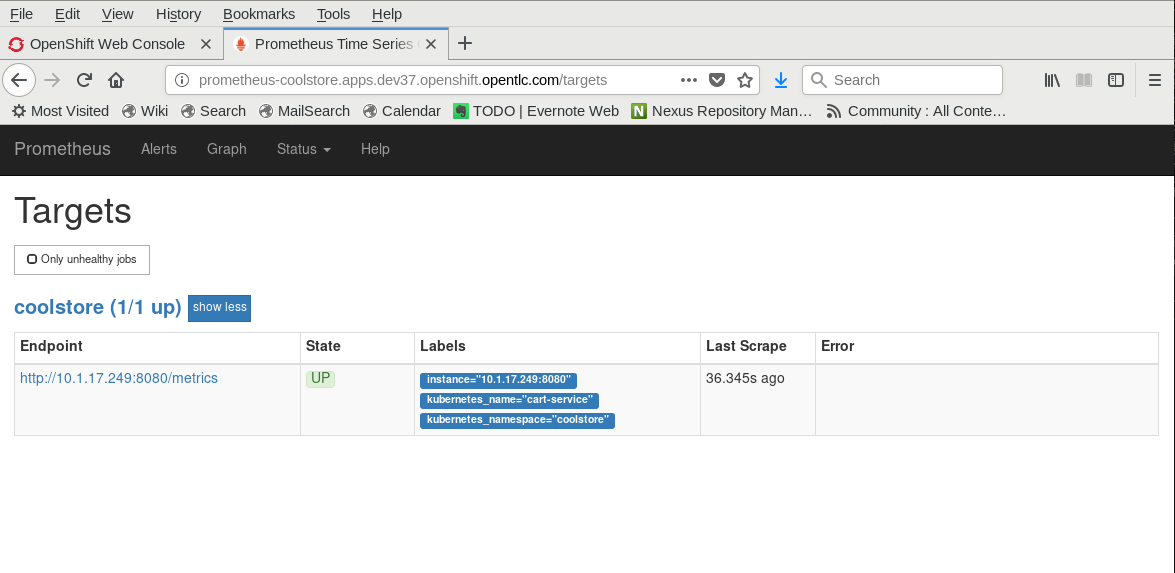 File Edit View History Bookmarks Tools Help
OpenShift Web Console Prometheus Time Series
prometheus-coolstore.apps.dev37.openshift.opentlc.com/targets Search
Most Visited Wiki Search MailSearch Calendar TODO | Evernote Web N Nexus Repository Man… Community : All Conte…
Prometheus Alerts Graph Status Help
Targets
Only unhealthy jobs
coolstore (1/1 up) show less
Endpoint State Labels Last Scrape Error
http://10.1.17.249:8080/metrics UP instance="10.1.17.249:8080" 36.345s ago
kubernetes_name="cart-service"
kubernetes_namespace="coolstore"